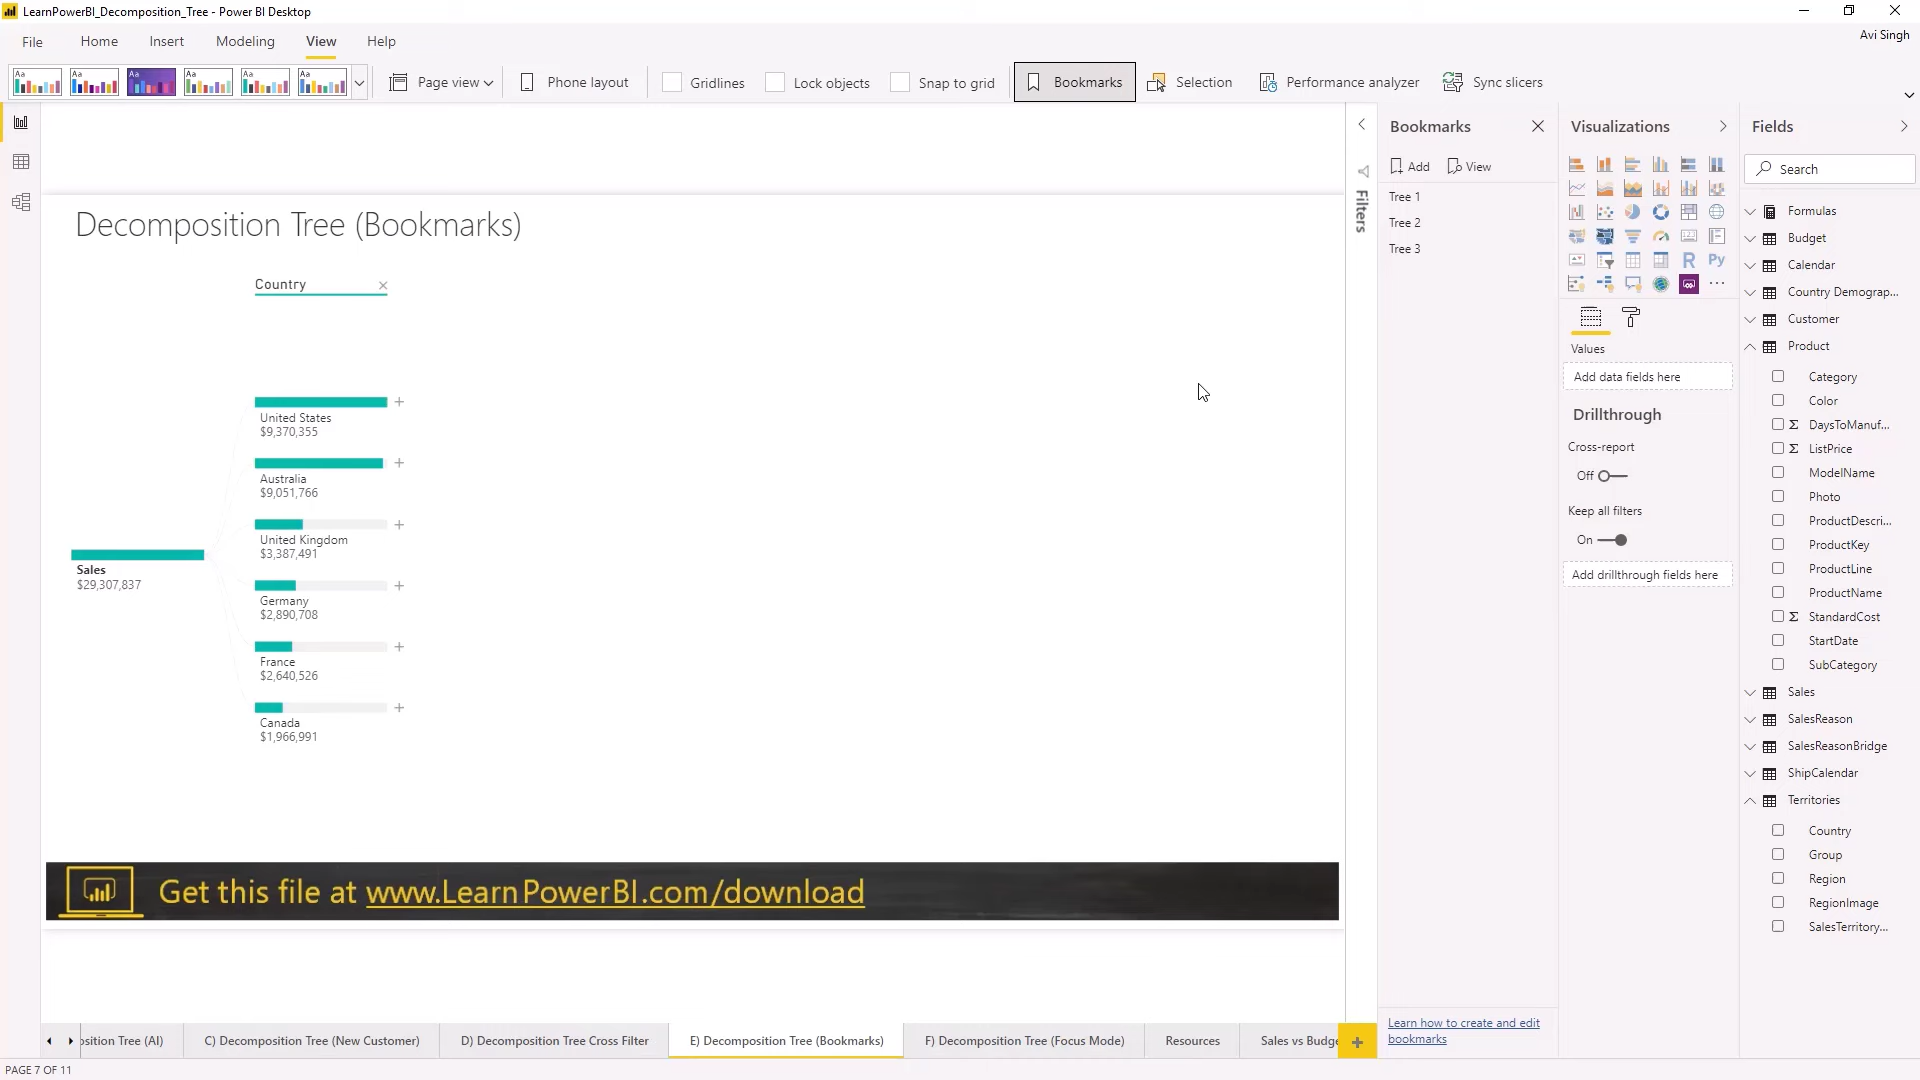 LearnPowerBI_Decomposition_Tree - Power BI Desktop
Avi Singh
File Home Insert Modeling View Help
Aa Aa Aa Aa Aa Aa
Page view Phone layout Gridlines Lock objects Snap to grid Bookmarks Selection Performance analyzer Sync slicers
Decomposition Tree (Bookmarks)
Country
United States
$9,370,355
Australia
$9,051,766
United Kingdom
$3,387,491
Sales
$29,307,837
Germany
$2,890,708
France
$2,640,526
Canada
$1,966,991
Get this file at www.LearnPowerBI.com/download
Filters
Bookmarks
Add View
Tree 1
Tree 2
Tree 3
Learn how to create and edit
bookmarks
Visualizations
R Py
Values
Add data fields here
Drillthrough
Cross-report
Off
Keep all filters
On
Add drillthrough fields here
Fields
Search
Formulas
Budget
Calendar
Country Demograp...
Customer
Product
Category
Color
DaysToManuf...
ListPrice
ModelName
Photo
ProductDescri...
ProductKey
ProductLine
ProductName
StandardCost
StartDate
SubCategory
Sales
SalesReason
SalesReasonBridge
ShipCalendar
Territories
Country
Group
Region
RegionImage
SalesTerritory...
sition Tree (AI) C) Decomposition Tree (New Customer) D) Decomposition Tree Cross Filter E) Decomposition Tree (Bookmarks) F) Decomposition Tree (Focus Mode) Resources Sales vs Budge
PAGE 7 OF 11